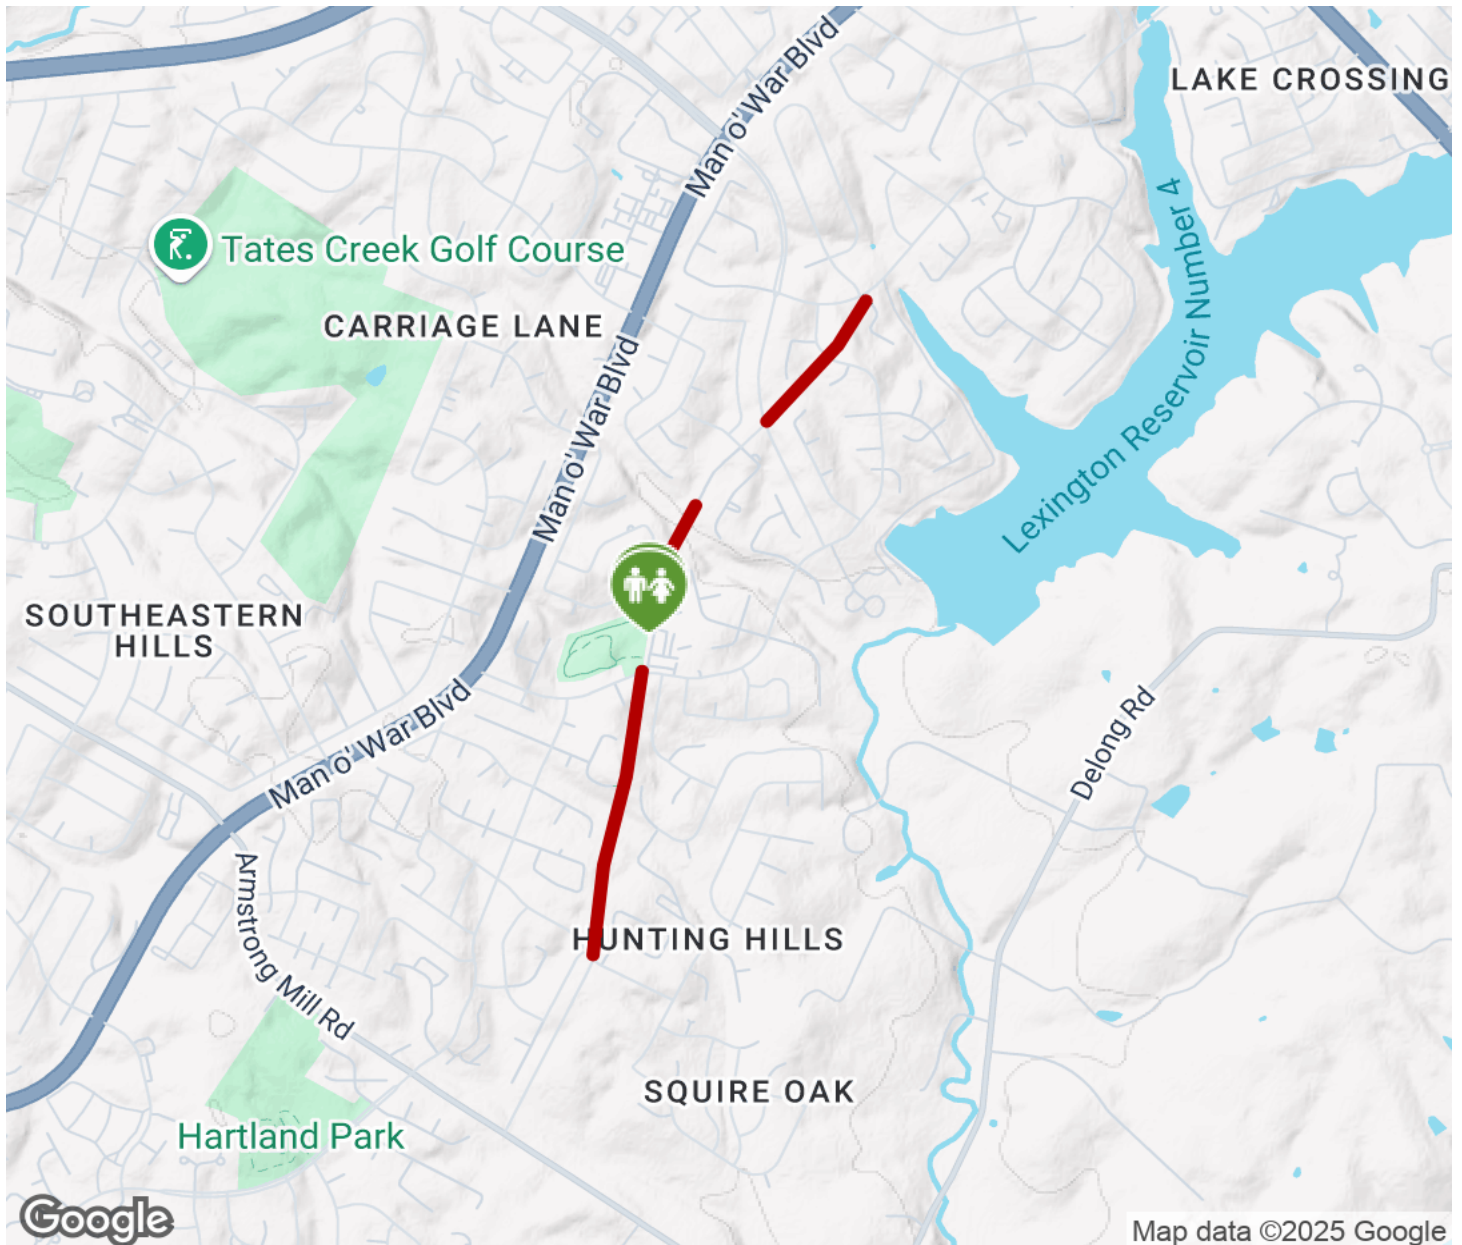 Man o' War Blvd
LAKE CROSSING
Tates Creek Golf Course
Lexington Reservoir Number 4
CARRIAGE LANE
Man o' War Blvd
SOUTHEASTERN
HILLS
Man o' War Blvd
Delong Rd
Armstrong Mill Rd
HUNTING HILLS
SQUIRE OAK
Hartland Park
Google
Map data ©2025 Google